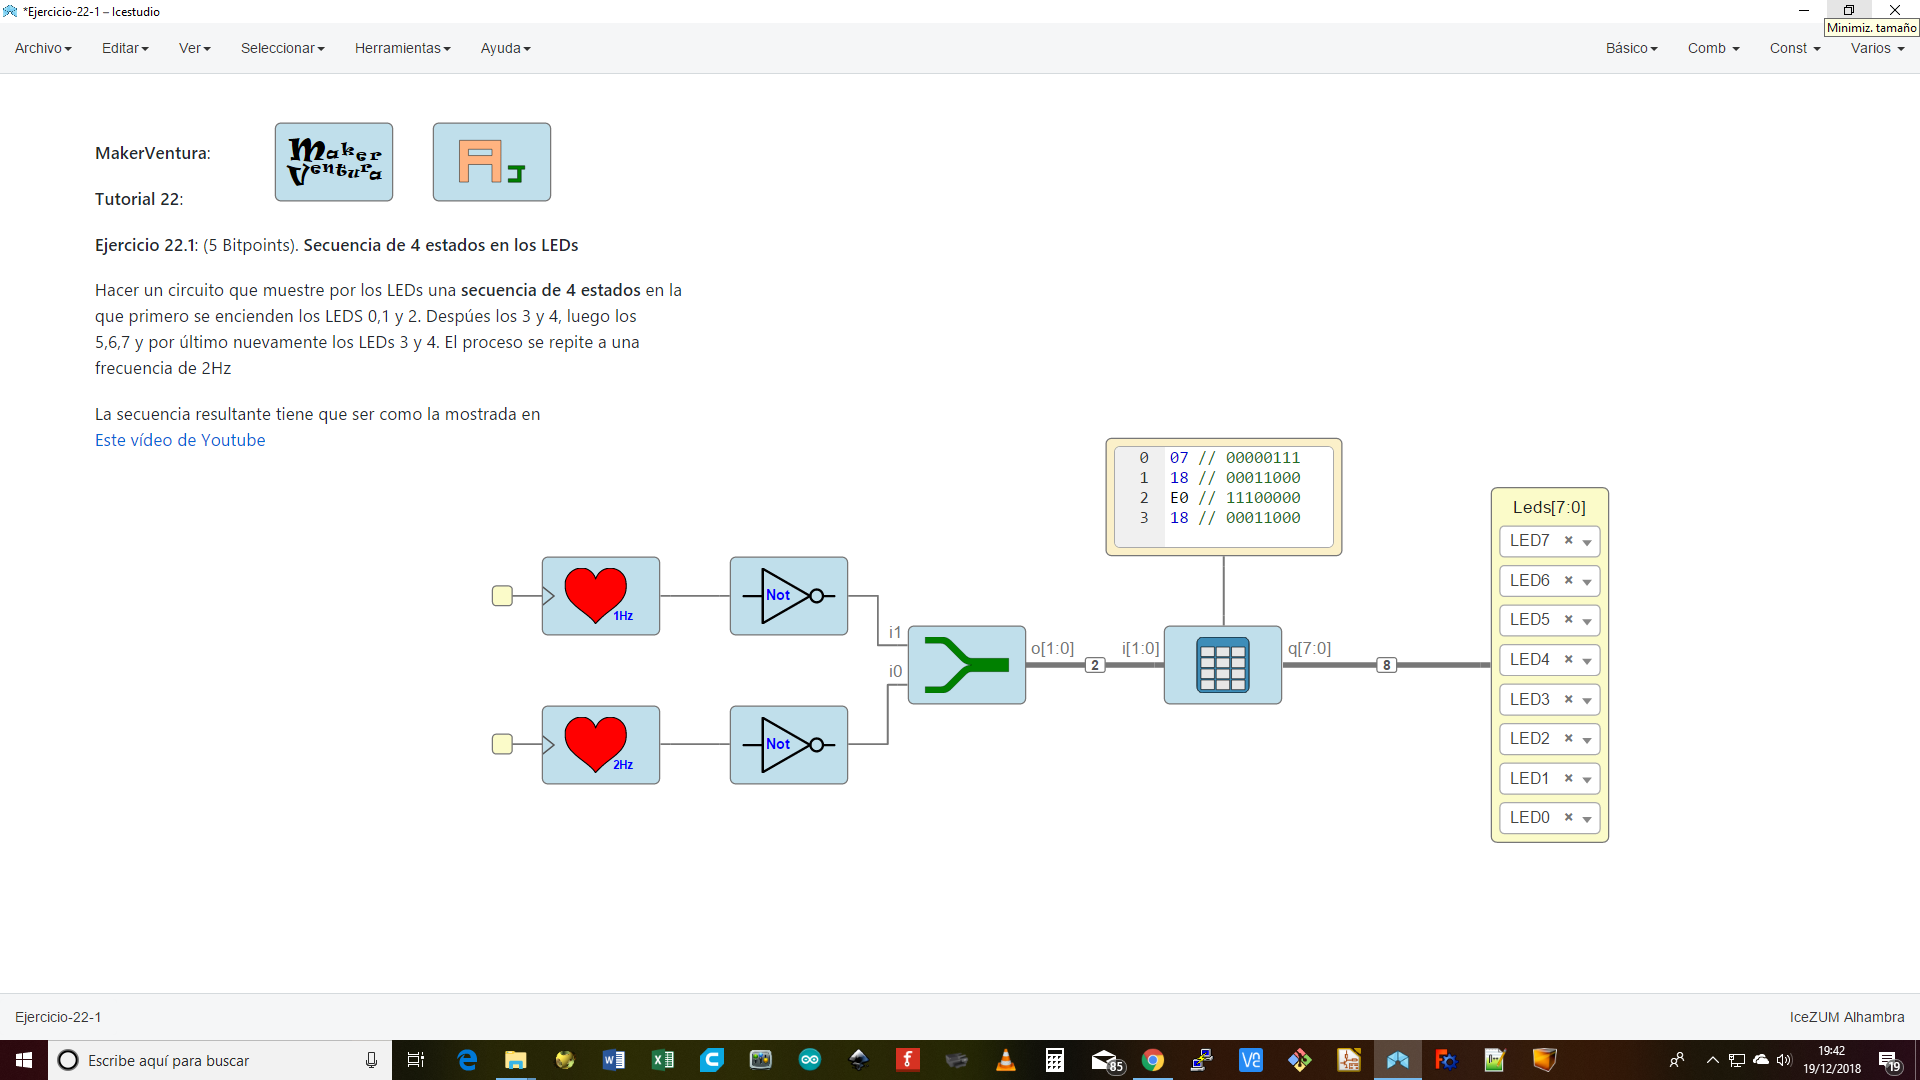 *Ejercicio-22-1 – Icestudio
Minimiz. tamaño
Archivo Editar Ver Seleccionar Herramientas Ayuda Básico Comb Const Varios
MakerVentura:
Maker
Ventura
AJ
Tutorial 22:
Ejercicio 22.1: (5 Bitpoints). Secuencia de 4 estados en los LEDs
Hacer un circuito que muestre por los LEDs una secuencia de 4 estados en la
que primero se encienden los LEDS 0,1 y 2. Despúes los 3 y 4, luego los
5,6,7 y por último nuevamente los LEDs 3 y 4. El proceso se repite a una
frecuencia de 2Hz
La secuencia resultante tiene que ser como la mostrada en
Este vídeo de Youtube
0 07 // 00000111
1 18 // 00011000
2 E0 // 11100000
3 18 // 00011000
1Hz
Not
2Hz
Not
i1
i0
o[1:0]
2
i[1:0]
q[7:0]
8
Leds[7:0]
LED7 ×
LED6 ×
LED5 ×
LED4 ×
LED3 ×
LED2 ×
LED1 ×
LED0 ×
Ejercicio-22-1
IceZUM Alhambra
Escribe aquí para buscar
85
19:42
19/12/2018
19